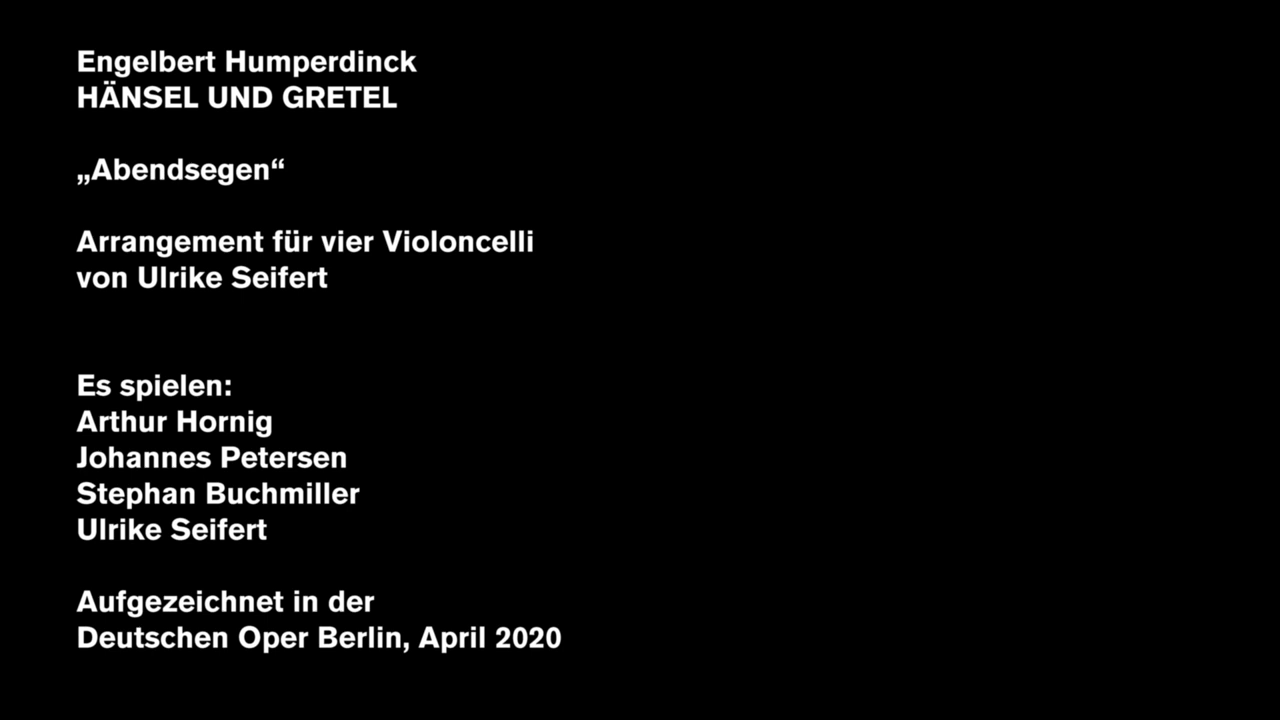 Engelbert Humperdinck
HÄNSEL UND GRETEL
„Abendsegen“
Arrangement für vier Violoncelli
von Ulrike Seifert
Es spielen:
Arthur Hornig
Johannes Petersen
Stephan Buchmiller
Ulrike Seifert
Aufgezeichnet in der
Deutschen Oper Berlin, April 2020